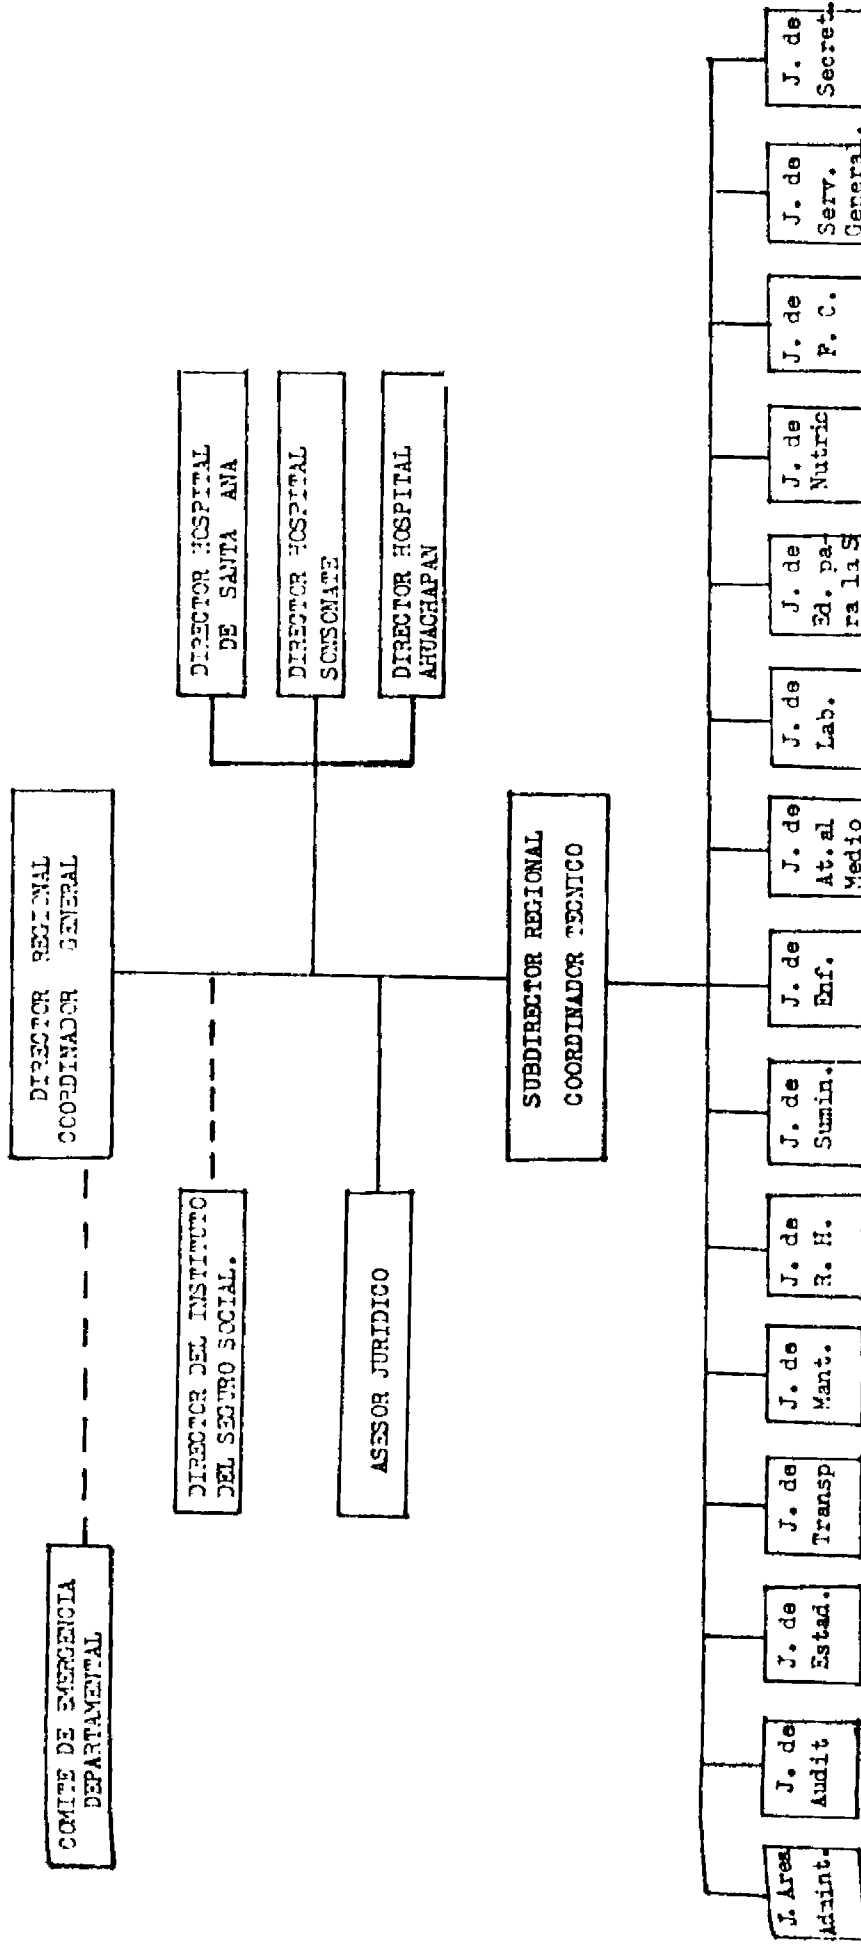 DIRECTOR REGIONAL
COORDINADOR GENERAL
COMITE DE EMERGENCIA
DEPARTAMENTAL
DIRECTOR DEL INSTITUTO
DEL SEGURO SOCIAL.
DIRECTOR HOSPITAL
DE SANTA ANA
DIRECTOR HOSPITAL
SONSONATE
DIRECTOR HOSPITAL
AHUACHAPAN
ASESOR JURIDICO
SUBDIRECTOR REGIONAL
COORDINADOR TECNICO
J. Area
Admint.
J. de
Audit
J. de
Estad.
J. de
Transp
J. de
Mant.
J. de
R. H.
J. de
Sumin.
J. de
Enf.
J. de
At. al
Medio
J. de
Lab.
J. de
Ed. pa-
ra la S
J. de
Nutric
J. de
P. C.
J. de
Serv.
General.
J. de
Secret.